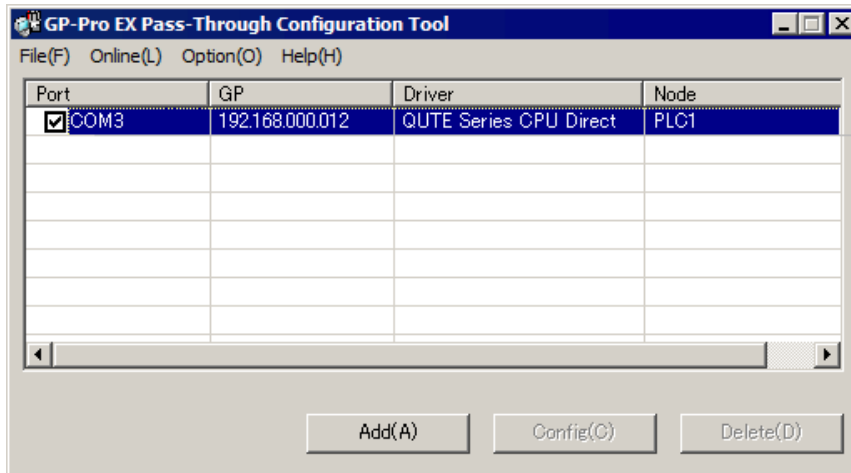 GP-Pro EX Pass-Through Configuration Tool
File(F) Online(L) Option(O) Help(H)
Port GP Driver Node
COM3 192.168.000.012 QUTE Series CPU Direct PLC1
Add(A) Config(C) Delete(D)